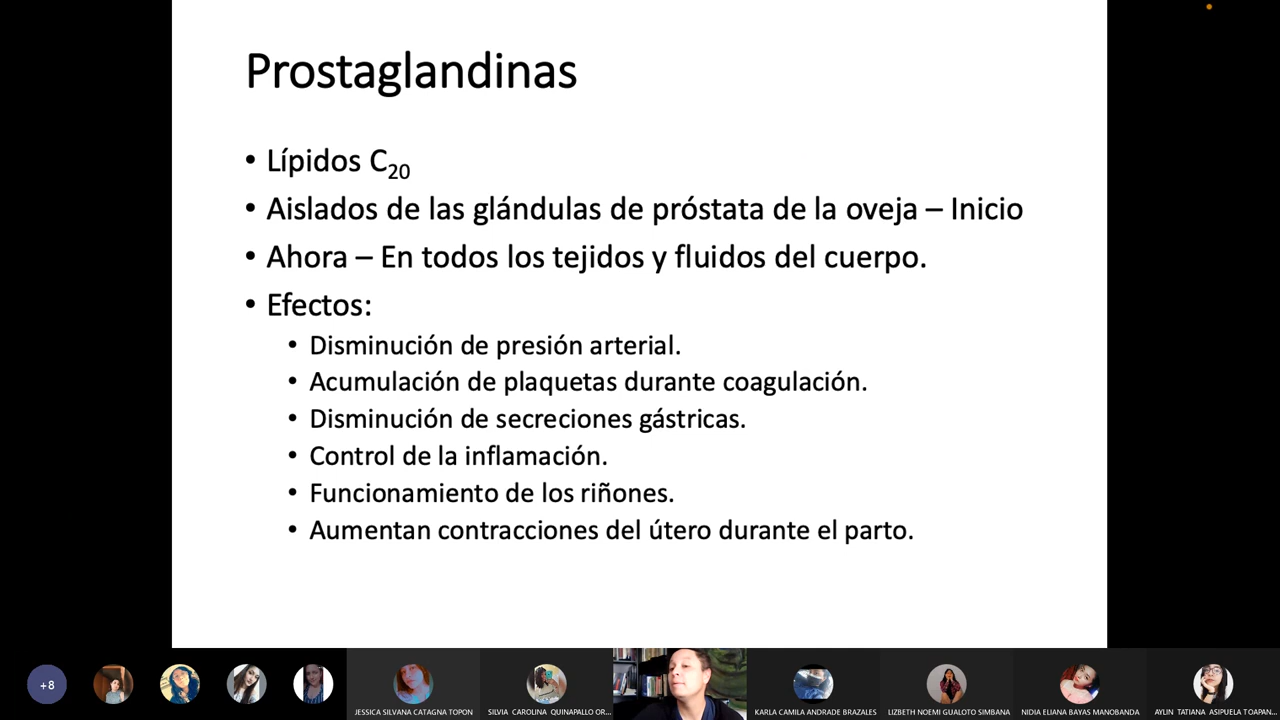 Prostaglandinas
• Lípidos C₂₀
• Aislados de las glándulas de próstata de la oveja – Inicio
• Ahora – En todos los tejidos y fluidos del cuerpo.
• Efectos:
• Disminución de presión arterial.
• Acumulación de plaquetas durante coagulación.
• Disminución de secreciones gástricas.
• Control de la inflamación.
• Funcionamiento de los riñones.
• Aumentan contracciones del útero durante el parto.
+8
JESSICA SILVANA CATAGNA TOPON
SILVIA CAROLINA QUINAPALLO OR...
KARLA CAMILA ANDRADE BRAZALES
LIZBETH NOEMI GUALOTO SIMBANA
NIDIA ELIANA BAYAS MANOBANDA
AYLIN TATIANA ASIPUELA TOAPAN...